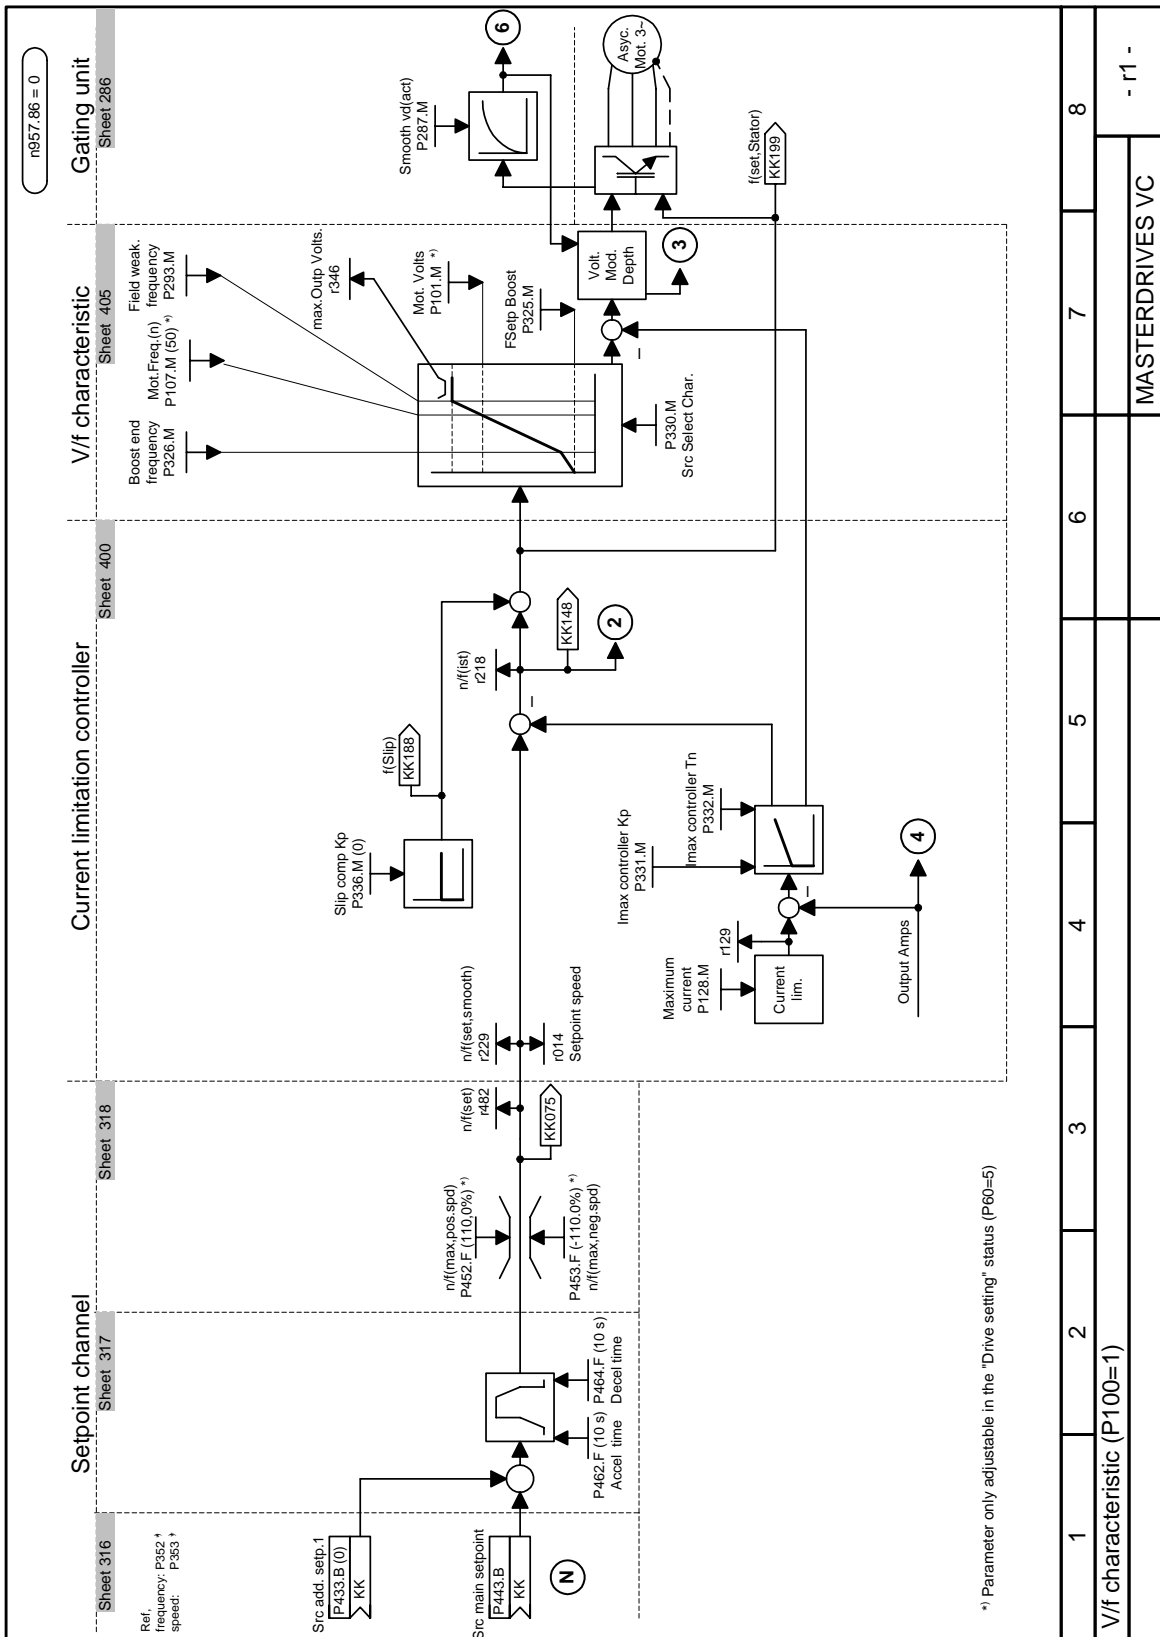 n957.86 = 0
Setpoint channel
Current limitation controller
V/f characteristic
Gating unit
Sheet 316
Sheet 317
Sheet 318
Sheet 400
Sheet 405
Sheet 286
Ref,
frequency: P352
speed: P353
Src add. setp.1
P433.B (0)
KK
Src main setpoint
P443.B
KK
N
P462.F (10 s)
Accel time
P464.F (10 s)
Decel time
n/f(max,pos.spd)
P452.F (110,0%) *)
P453.F (-110.0%) *)
n/f(max,neg.spd)
n/f(set)
r482
KK075
n/f(set,smooth)
r229
r014
Setpoint speed
Slip comp Kp
P336.M (0)
f(Slip)
KK188
n/f(ist)
r218
KK148
2
Maximum
current
P128.M
Current
lim.
r129
Output Amps
4
Imax controller Kp
P331.M
Imax controller Tn
P332.M
Boost end
frequency
P326.M
Mot.Freq.(n)
P107.M (50) *)
Field weak.
frequency
P293.M
max.Outp Volts.
r346
Mot. Volts
P101.M *)
FSetp Boost
P325.M
P330.M
Src Select Char.
Volt.
Mod.
Depth
3
Smooth vd(act)
P287.M
6
Asyc.
Mot. 3~
f(set,Stator)
KK199
*) Parameter only adjustable in the "Drive setting" status (P60=5)
1
2
3
4
5
6
7
8
V/f characteristic (P100=1)
MASTERDRIVES VC
- r1 -